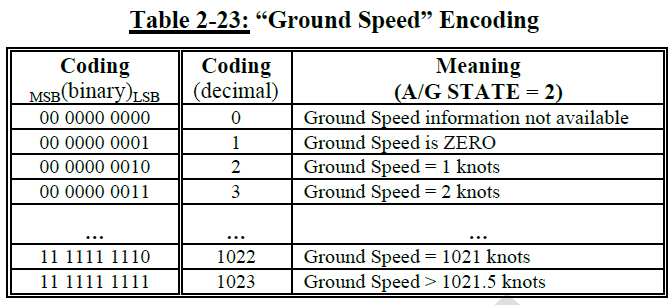 Table 2-23: “Ground Speed” Encoding
Coding Coding Meaning
MSB(binary)LSB (decimal) (A/G STATE = 2)
00 0000 0000 0 Ground Speed information not available
00 0000 0001 1 Ground Speed is ZERO
00 0000 0010 2 Ground Speed = 1 knots
00 0000 0011 3 Ground Speed = 2 knots
... ... ...
11 1111 1110 1022 Ground Speed = 1021 knots
11 1111 1111 1023 Ground Speed > 1021.5 knots